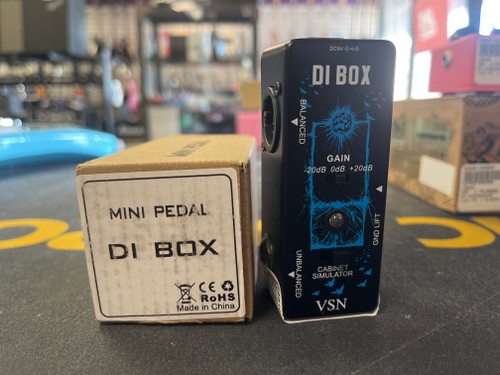 MINI PEDAL
DI BOX
CE
RoHS
Made in China
DI BOX
BALANCED
GAIN
-20dB 0dB +20dB
GND LIFT
UNBALANCED
CABINET
SIMULATOR
VSN